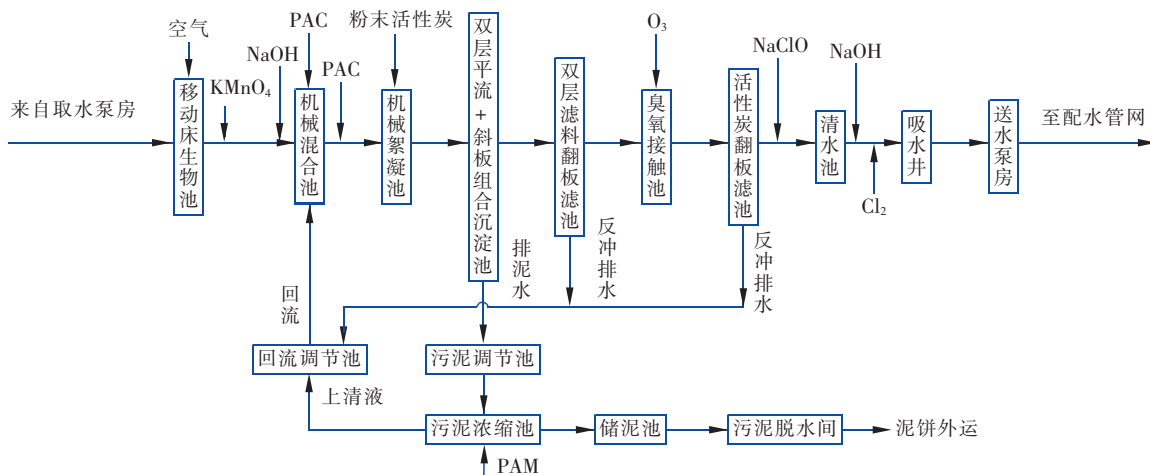 空气
PAC
粉末活性炭
O₃
NaClO
NaOH
NaOH
KMnO₄
PAC
来自取水泵房
移动床生物池
机械混合池
机械絮凝池
双层平流+斜板组合沉淀池
双层滤料翻板滤池
臭氧接触池
活性炭翻板滤池
清水池
吸水井
送水泵房
至配水管网
Cl₂
回流
排泥水
反冲排水
反冲排水
回流调节池
污泥调节池
上清液
污泥浓缩池
储泥池
污泥脱水间
泥饼外运
PAM